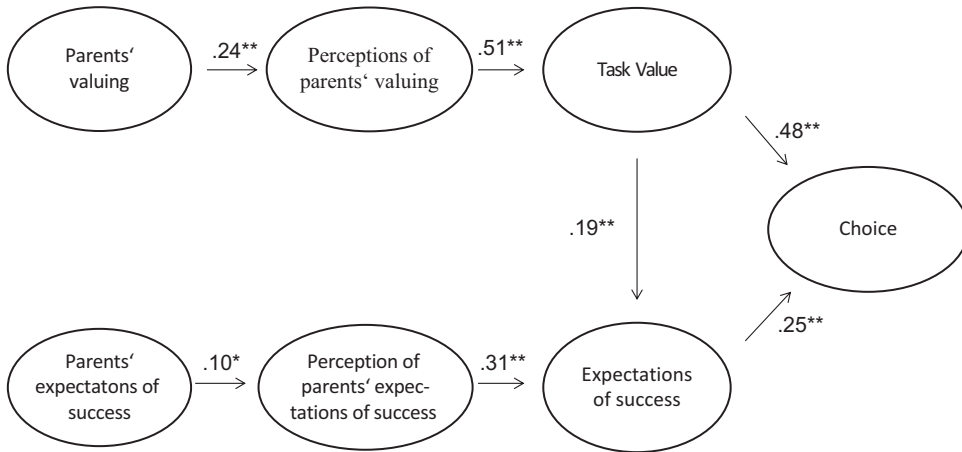 Parents‘
valuing
.24**
Perceptions of
parents‘ valuing
.51**
Task Value
.48**
.19**
Choice
.25**
Parents‘
expectatons of
success
.10*
Perception of
parents‘ expec-
tations of success
.31**
Expectations
of success